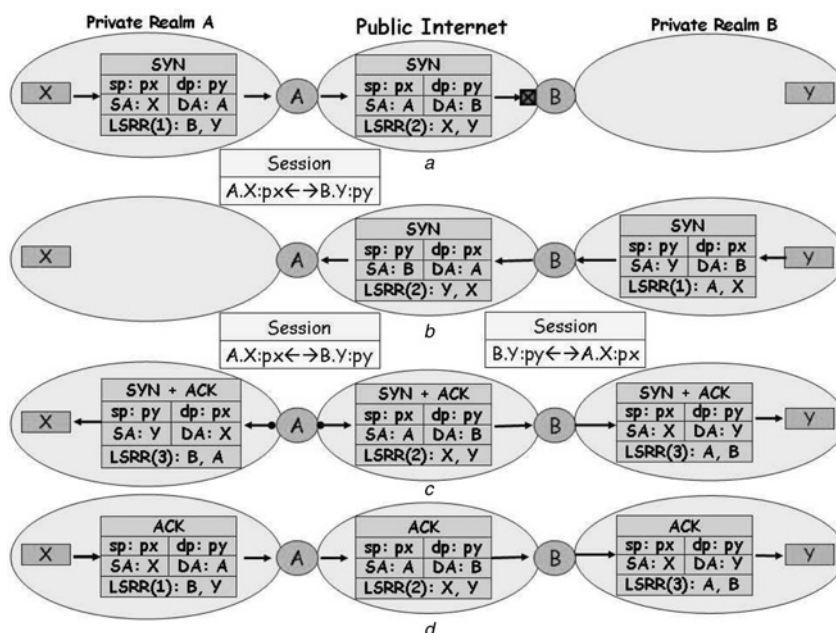 Private Realm A Public Internet Private Realm B
X
SYN
sp: px dp: py
SA: X DA: A
LSRR(1): B, Y
A
SYN
sp: px dp: py
SA: A DA: B
LSRR(2): X, Y
B
Y
a
Session
A.X:px←→B.Y:py
X
A
SYN
sp: py dp: px
SA: B DA: A
LSRR(2): Y, X
B
SYN
sp: py dp: px
SA: Y DA: B
LSRR(1): A, X
Y
b
Session
A.X:px←→B.Y:py
Session
B.Y:py←→A.X:px
X
SYN + ACK
sp: py dp: px
SA: Y DA: X
LSRR(3): B, A
A
SYN + ACK
sp: px dp: py
SA: A DA: B
LSRR(2): X, Y
B
SYN + ACK
sp: px dp: py
SA: X DA: Y
LSRR(3): A, B
Y
c
X
ACK
sp: px dp: py
SA: X DA: A
LSRR(1): B, Y
A
ACK
sp: px dp: py
SA: A DA: B
LSRR(2): X, Y
B
ACK
sp: px dp: py
SA: X DA: Y
LSRR(3): A, B
Y
d